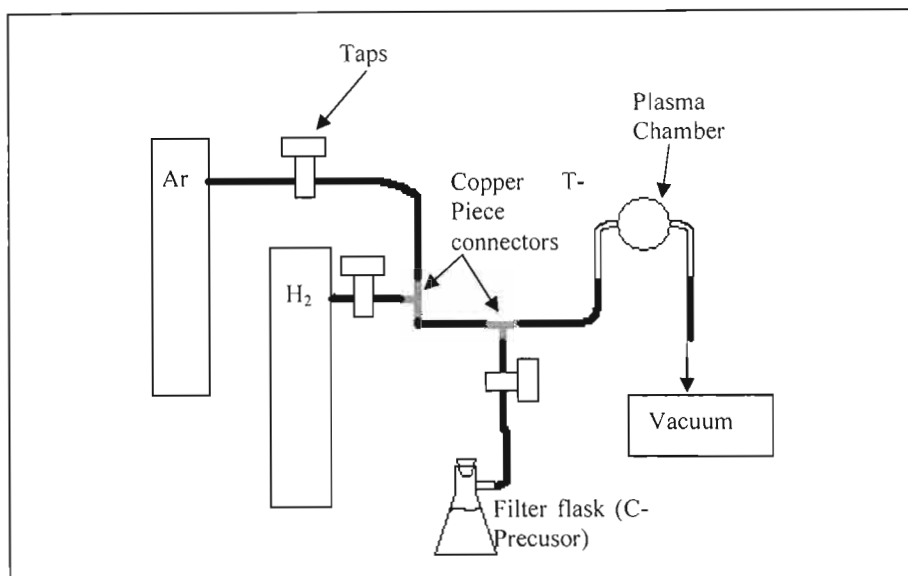 Taps
Plasma
Chamber
Ar
Copper T-
Piece
connectors
H₂
Vacuum
Filter flask (C-
Precusor)